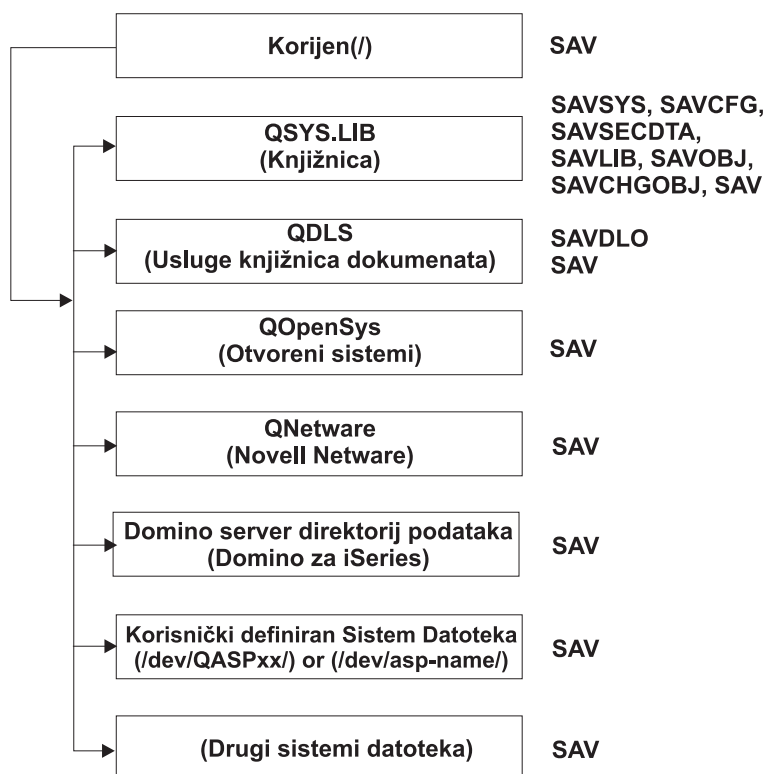 Korijen(/)
SAV
QSYS.LIB
(Knjižnica)
SAVSYS, SAVCFG,
SAVSECDTA,
SAVLIB, SAVOBJ,
SAVCHGOBJ, SAV
QDLS
(Usluge knjižnica dokumenata)
SAVDLO
SAV
QOpenSys
(Otvoreni sistemi)
SAV
QNetware
(Novell Netware)
SAV
Domino server direktorij podataka
(Domino za iSeries)
SAV
Korisnički definiran Sistem Datoteka
(/dev/QASPxx/) or (/dev/asp-name/)
SAV
(Drugi sistemi datoteka)
SAV